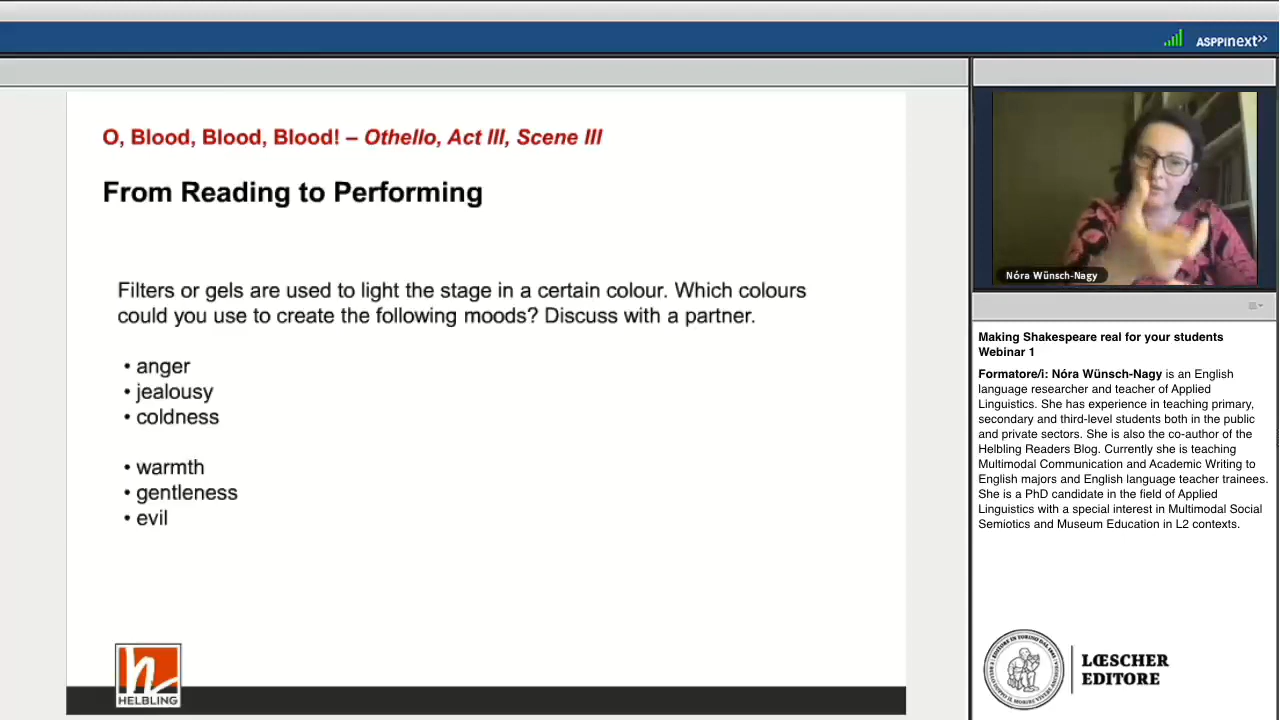 ASPPInext>>
O, Blood, Blood, Blood! – Othello, Act III, Scene III
From Reading to Performing
Filters or gels are used to light the stage in a certain colour. Which colours
could you use to create the following moods? Discuss with a partner.
• anger
• jealousy
• coldness
• warmth
• gentleness
• evil
HELBLING
Nóra Wünsch-Nagy
Making Shakespeare real for your students
Webinar 1
Formatore/i: Nóra Wünsch-Nagy is an English
language researcher and teacher of Applied
Linguistics. She has experience in teaching primary,
secondary and third-level students both in the public
and private sectors. She is also the co-author of the
Helbling Readers Blog. Currently she is teaching
Multimodal Communication and Academic Writing to
English majors and English language teacher trainees.
She is a PhD candidate in the field of Applied
Linguistics with a special interest in Multimodal Social
Semiotics and Museum Education in L2 contexts.
LŒSCHER
EDITORE